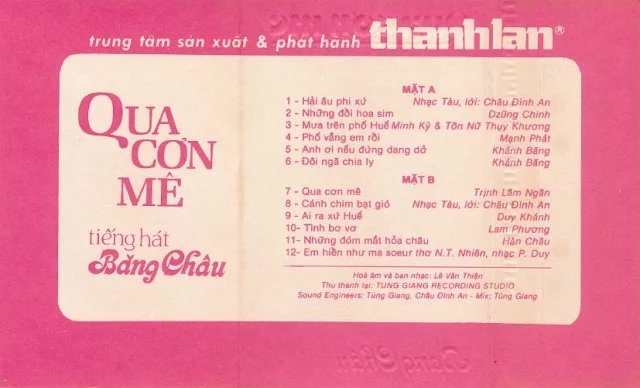 trung tâm sản xuất & phát hành thanhlan®
QUA
CƠN
MÊ
tiếng hát
Băng Châu
MẶT A
1 - Hải âu phi xứ Nhạc Tàu, lời: Châu Đình An
2 - Những đồi hoa sim Dzũng Chinh
3 - Mưa trên phố Huế Minh Kỳ & Tôn Nữ Thụy Khương
4 - Phố vắng em rồi Mạnh Phát
5 - Anh ơi nếu đừng dang dở Khánh Băng
6 - Đôi ngã chia ly Khánh Băng
MẶT B
7 - Qua cơn mê Trịnh Lâm Ngân
8 - Cánh chim bạt gió Nhạc Tàu, lời: Châu Đình An
9 - Ai ra xứ Huế Duy Khánh
10- Tình bơ vơ Lam Phương
11- Những đóm mắt hỏa châu Hàn Châu
12- Em hiền như ma soeur thơ N.T. Nhiên, nhạc P. Duy
Hoà âm và ban nhạc: Lê Văn Thiện
Thu thanh tại: TUNG GIANG RECORDING STUDIO
Sound Engineers: Tùng Giang, Châu Đình An - Mix: Tùng Giang
Băng Châu